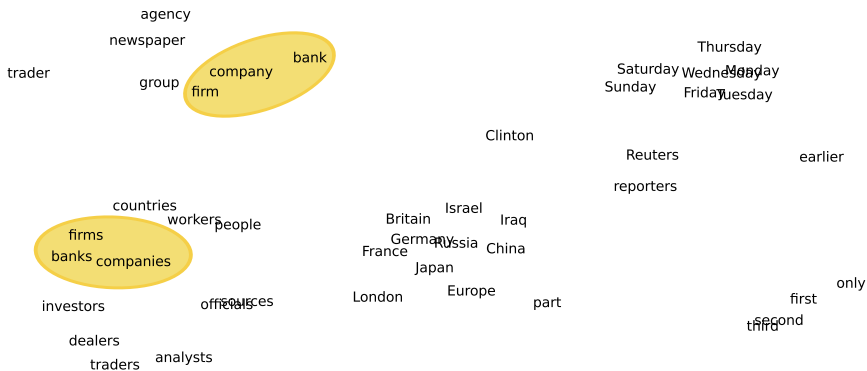 agency
newspaper
Thursday
bank
trader
company
Saturday
Wednesday
Monday
group
firm
Sunday
Friday
Tuesday
Clinton
Reuters
earlier
reporters
countries
Israel
workers
people
Britain
Iraq
firms
Germany
Russia
France
China
banks
companies
Japan
only
Europe
London
investors
officials
sources
part
first
second
third
dealers
analysts
traders